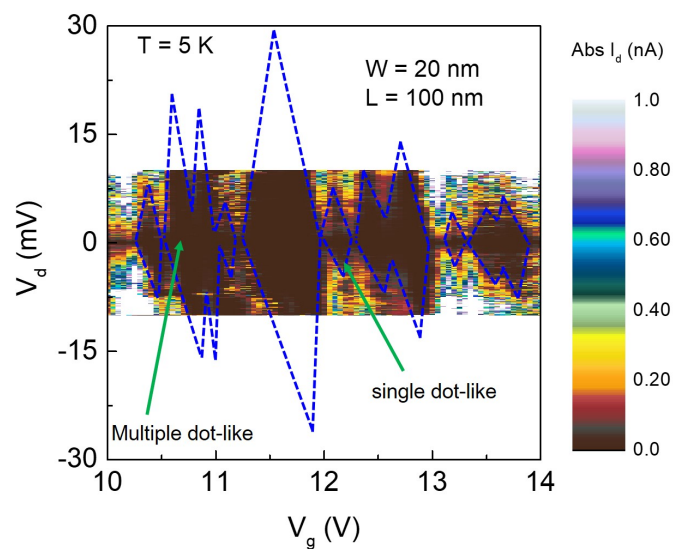 T = 5 K
W = 20 nm
L = 100 nm
Abs I_d (nA)
30
15
0
-15
-30
V_d (mV)
Multiple dot-like
single dot-like
10
11
12
13
14
V_g (V)
1.0
0.80
0.60
0.40
0.20
0.0